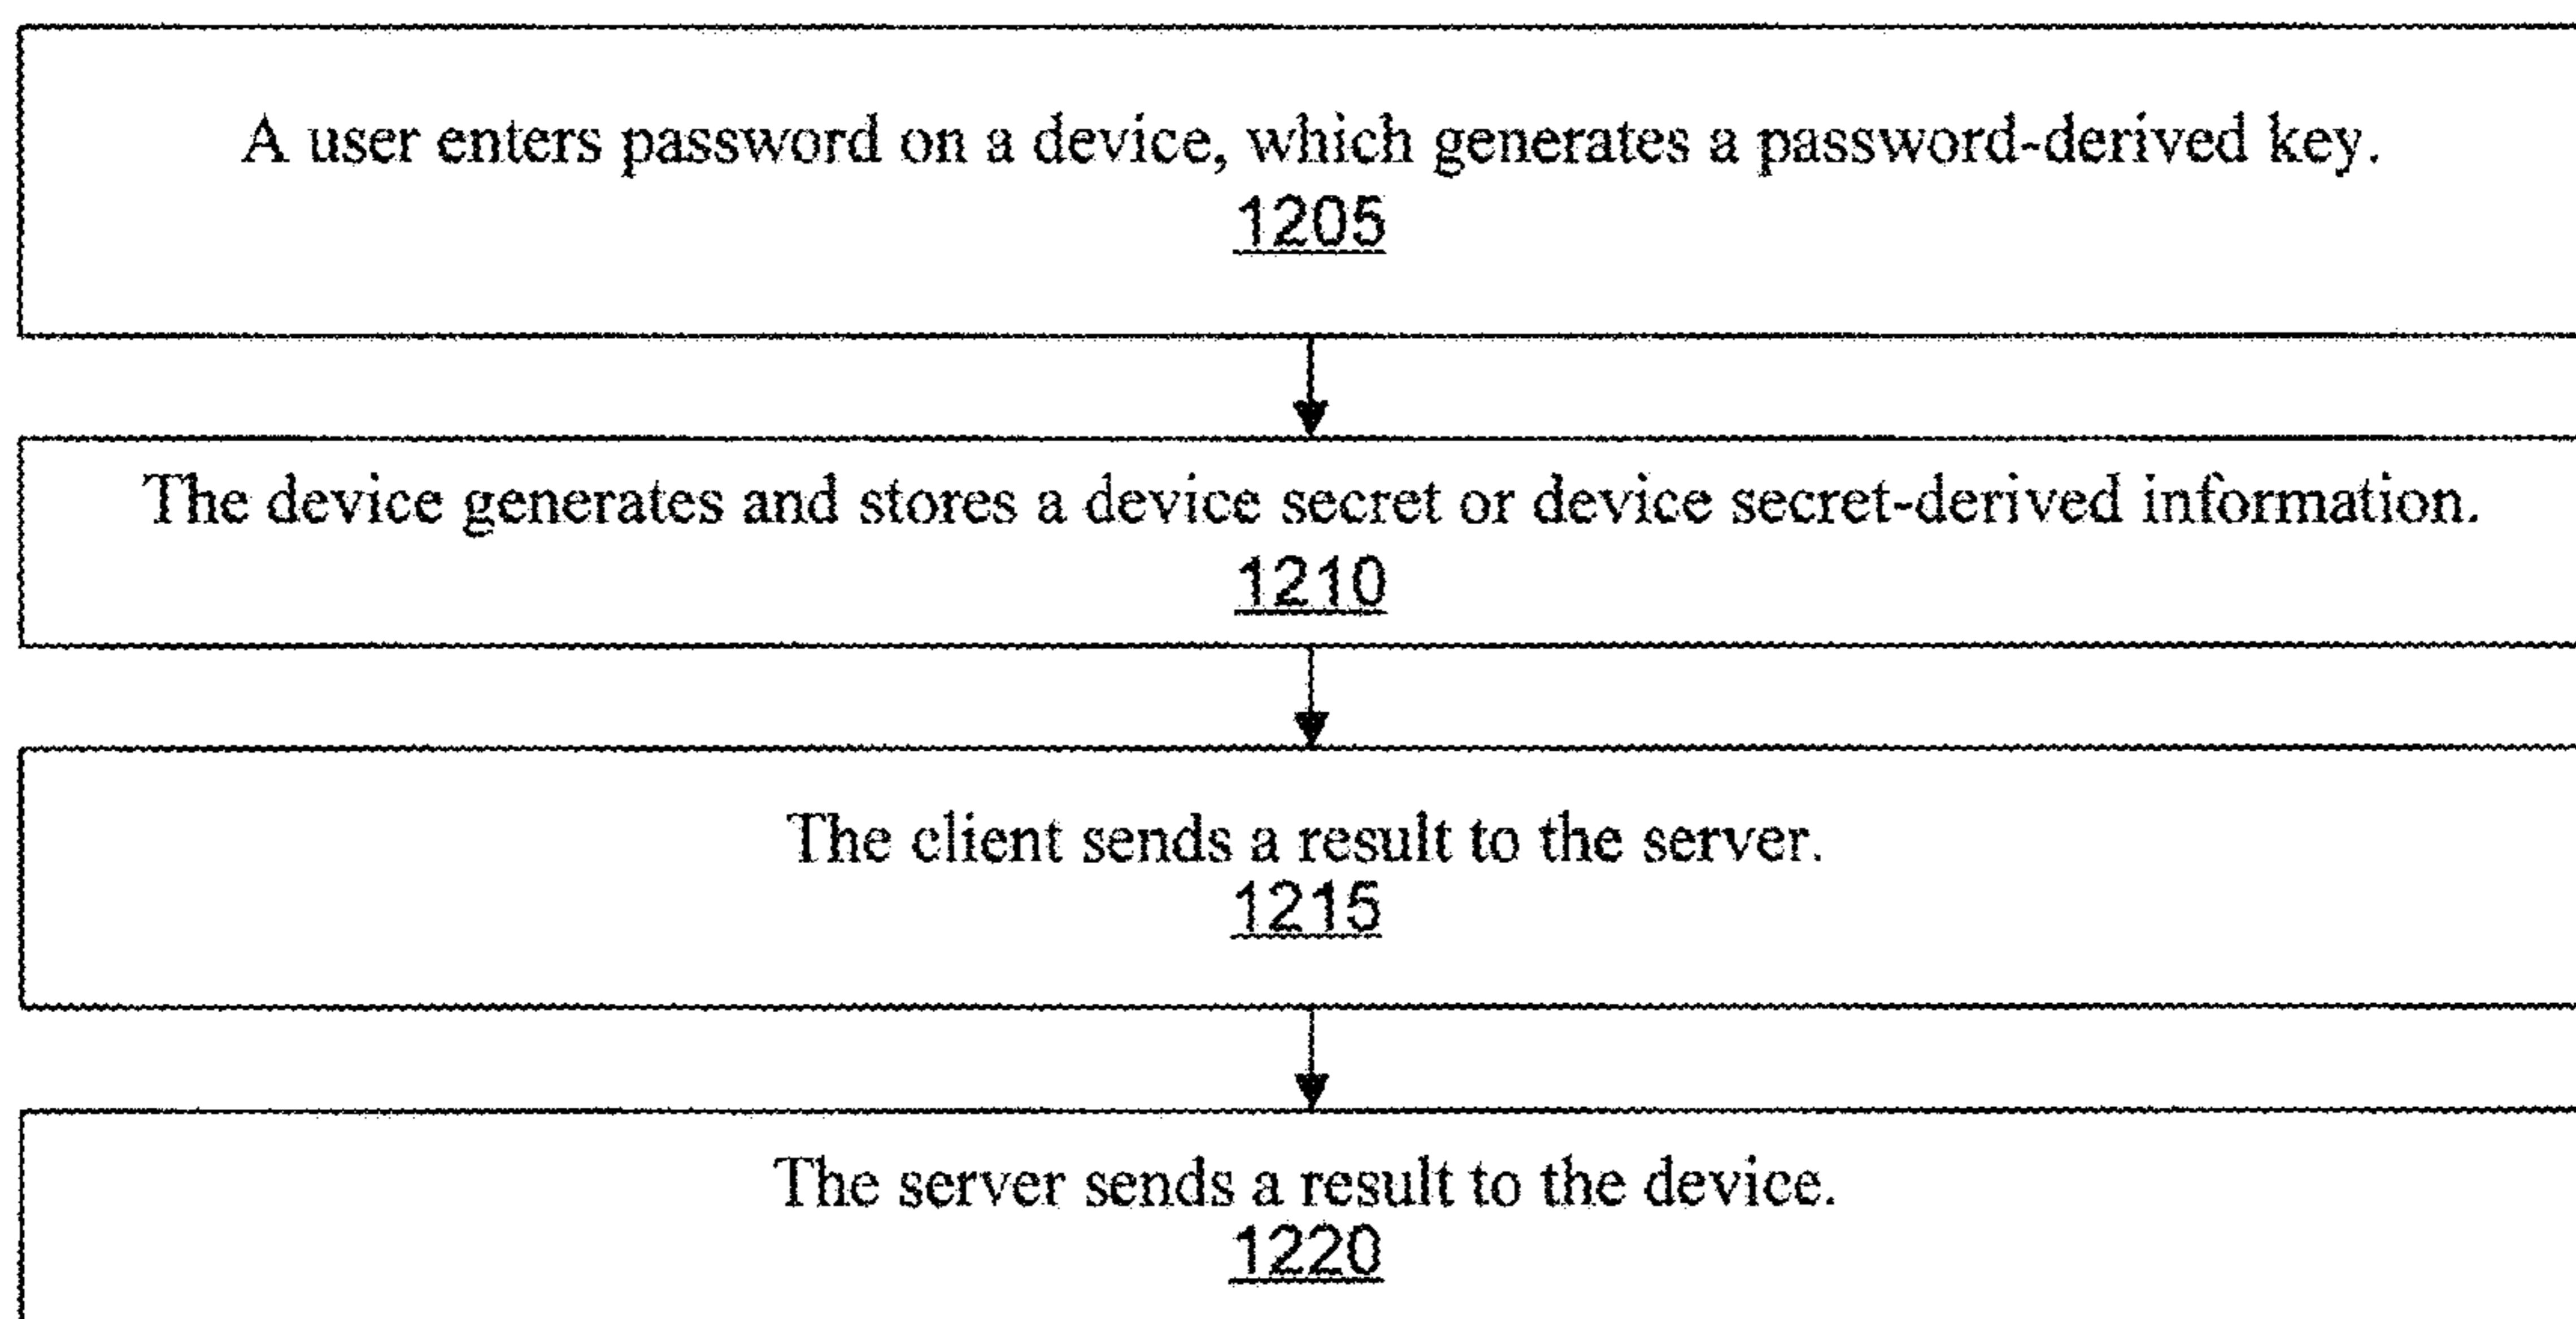 A user enters password on a device, which generates a password-derived key.
1205
The device generates and stores a device secret or device secret-derived information.
1210
The client sends a result to the server.
1215
The server sends a result to the device.
1220